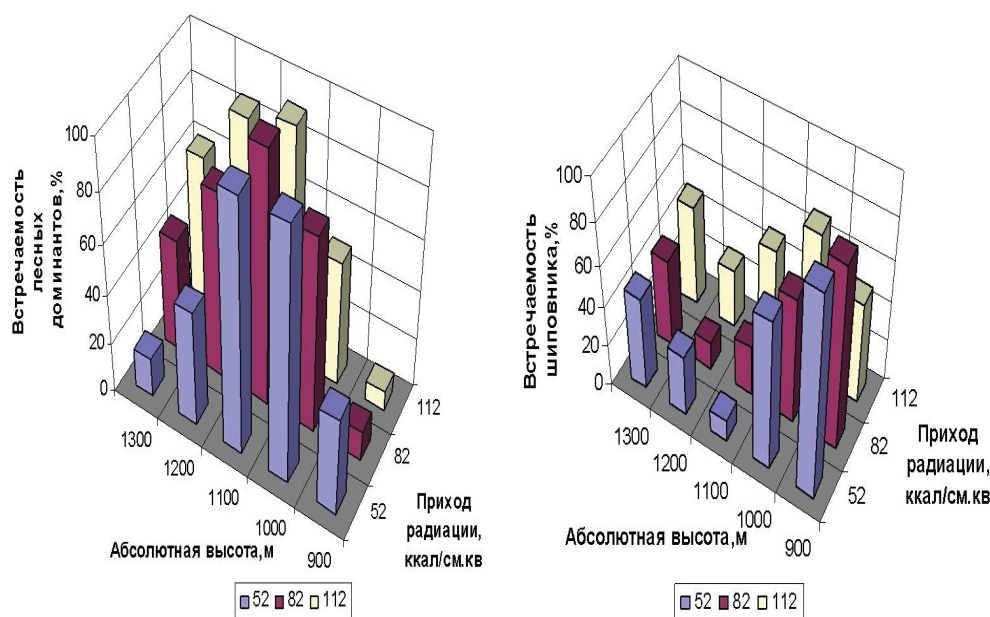 Встречаемость
лесных
доминантов,%
100
80
60
40
20
0
1300
1200
1100
1000
900
Абсолютная высота,м
112
82
52
Приход
радиации,
ккал/см.кв
52 82 112
Встречаемость
шиповника,%
100
80
60
40
20
0
1300
1200
1100
1000
900
Абсолютная высота,м
112
82
52
Приход
радиации,
ккал/см.кв
52 82 112